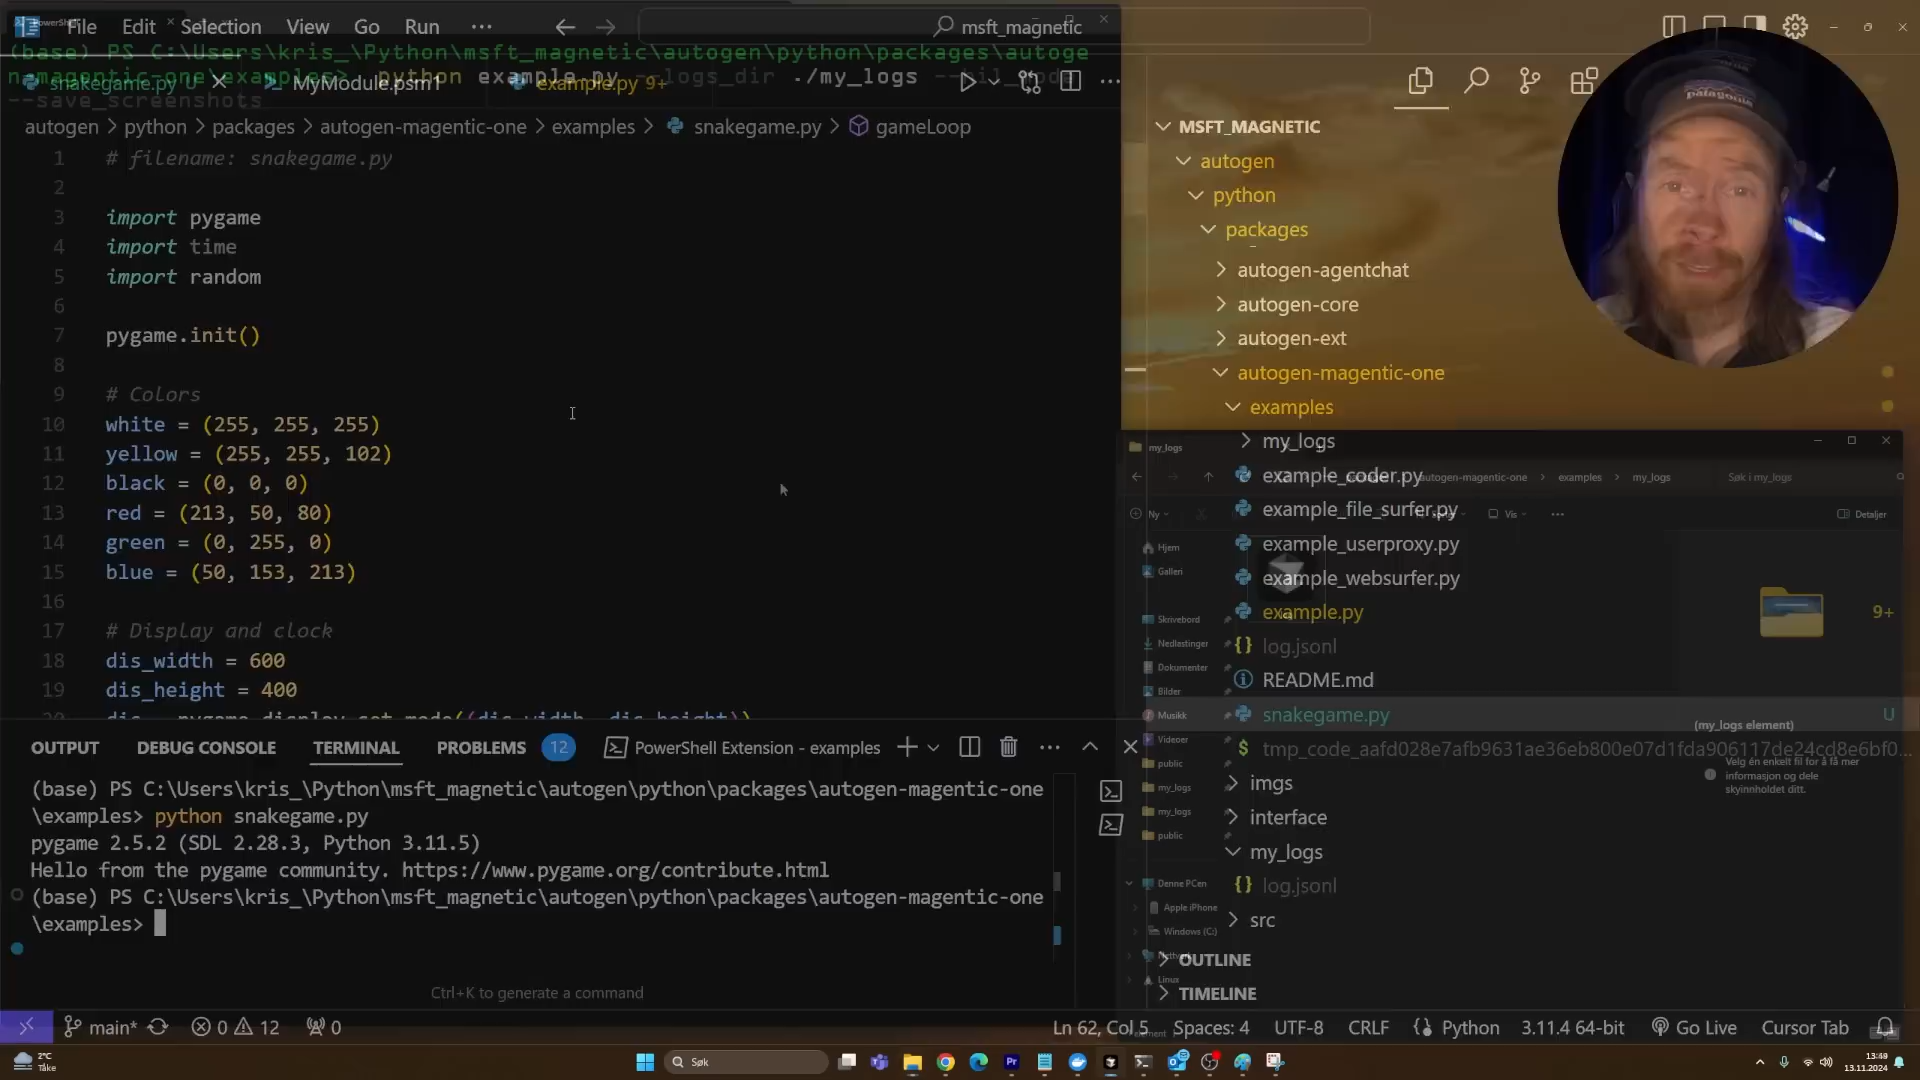 File Edit Selection View Go Run ··· msft_magnetic
(base) PS C:\Users\kris_\Python\msft_magnetic\autogen\python\packages\autoge
n-magentic-one\examples> python example.py --logs_dir ./my_logs
--save_screenshots
snakegame.py U MyModule.psm1 example.py 9+
autogen > python > packages > autogen-magentic-one > examples > snakegame.py > gameLoop
1 # filename: snakegame.py
2
3 import pygame
4 import time
5 import random
6
7 pygame.init()
8
9 # Colors
10 white = (255, 255, 255)
11 yellow = (255, 255, 102)
12 black = (0, 0, 0)
13 red = (213, 50, 80)
14 green = (0, 255, 0)
15 blue = (50, 153, 213)
16
17 # Display and clock
18 dis_width = 600
19 dis_height = 400
20 dis = pygame.display.set_mode((dis_width, dis_height))
OUTPUT DEBUG CONSOLE TERMINAL PROBLEMS 12 PowerShell Extension - examples
(base) PS C:\Users\kris_\Python\msft_magnetic\autogen\python\packages\autogen-magentic-one
\examples> python snakegame.py
pygame 2.5.2 (SDL 2.28.3, Python 3.11.5)
Hello from the pygame community. https://www.pygame.org/contribute.html
(base) PS C:\Users\kris_\Python\msft_magnetic\autogen\python\packages\autogen-magentic-one
\examples>
Ctrl+K to generate a command
patagonia
MSFT_MAGNETIC
autogen
python
packages
autogen-agentchat
autogen-core
autogen-ext
autogen-magentic-one
examples
my_logs
example_coder.py
example_file_surfer.py
example_userproxy.py
example_websurfer.py
example.py 9+
log.jsonl
README.md
snakegame.py U
tmp_code_aafd028e7afb9631ae36eb800e07d1fda906117de24cd8e6bf0...
imgs
interface
my_logs
log.jsonl
src
OUTLINE
TIMELINE
my_logs
autogen-magentic-one > examples > my_logs Søk i my_logs
Ny Vis ··· Detaljer
Hjem
Galleri
Skrivebord
Nedlastinger
Dokumenter
Bilder
Musikk
Videoer
public
my_logs
my_logs
public
Denne PCen
Apple iPhone
Windows (C:)
Linux
(my_logs element)
Velg én enkelt fil for å få mer
informasjon og dele
skyinnholdet ditt.
main* 0 12 0 Ln 62, Col 5 Spaces: 4 UTF-8 CRLF Python 3.11.4 64-bit Go Live Cursor Tab
2°C
Tåke
Søk
13:49
13.11.2024